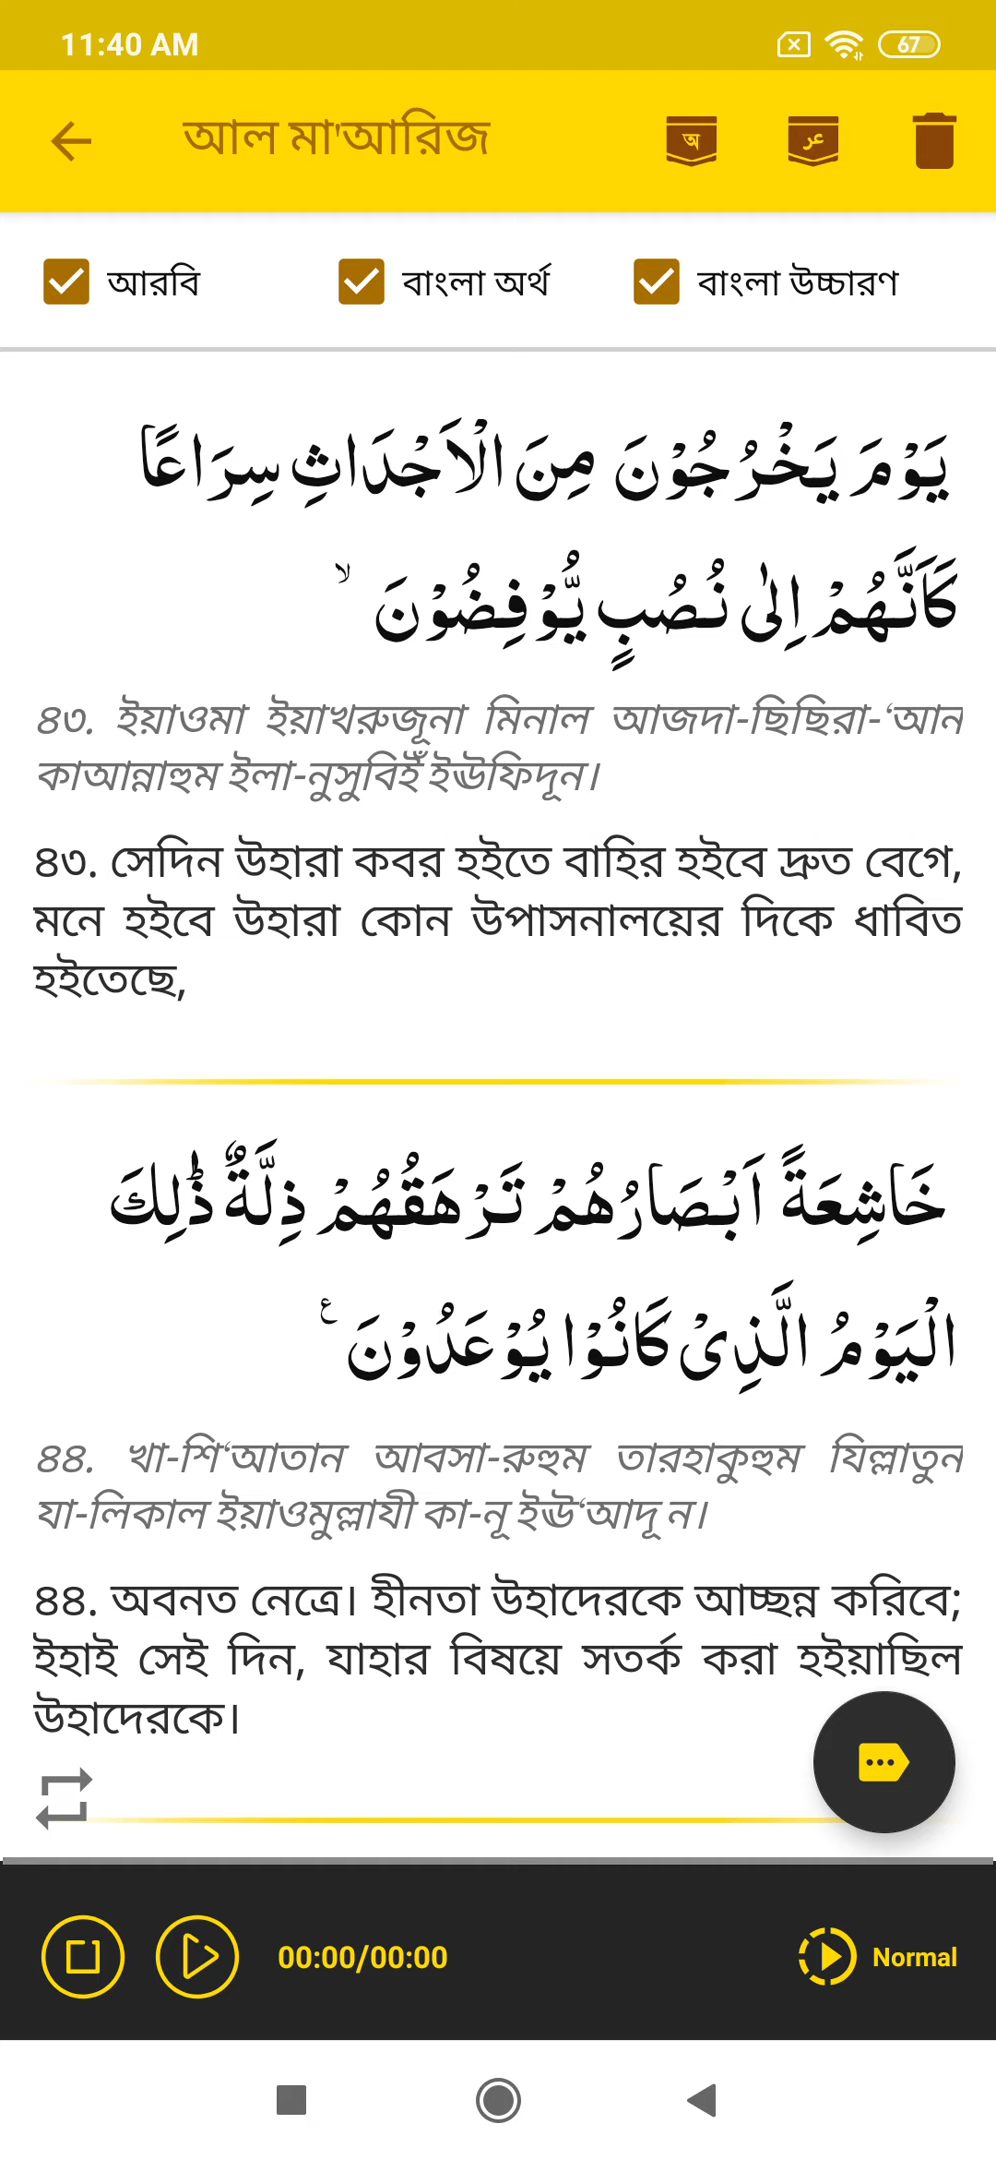 11:40 AM
67
আল মা'আরিজ
অ
عر
আরবি
বাংলা অর্থ
বাংলা উচ্চারণ
يَوْمَ يَخْرُجُوْنَ مِنَ الْاَجْدَاثِ سِرَاعًا
كَاَنَّهُمْ اِلٰى نُصُبٍ يُّوْفِضُوْنَ ۙ
৪৩. ইয়াওমা ইয়াখরুজূনা মিনাল আজদা-ছিছিরা-‘আন
কাআন্নাহুম ইলা-নুসুবিইঁ ইঊফিদূন।
৪৩. সেদিন উহারা কবর হইতে বাহির হইবে দ্রুত বেগে,
মনে হইবে উহারা কোন উপাসনালয়ের দিকে ধাবিত
হইতেছে,
خَاشِعَةً اَبْصَارُهُمْ تَرْهَقُهُمْ ذِلَّةٌ ذٰلِكَ
الْيَوْمُ الَّذِىْ كَانُوْا يُوْعَدُوْنَ ع
৪৪. খা-শি‘আতান আবসা-রুহুম তারহাকুহুম যিল্লাতুন
যা-লিকাল ইয়াওমুল্লাযী কা-নূ ইঊ‘আদূ ন।
৪৪. অবনত নেত্রে। হীনতা উহাদেরকে আচ্ছন্ন করিবে;
ইহাই সেই দিন, যাহার বিষয়ে সতর্ক করা হইয়াছিল
উহাদেরকে।
00:00/00:00
Normal